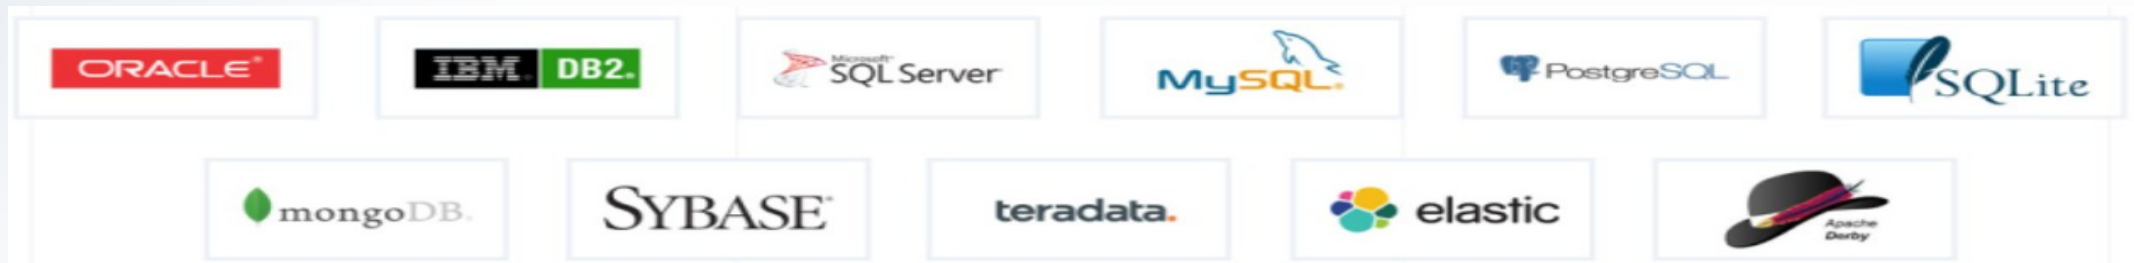 ORACLE®
IBM. DB2.
Microsoft®
SQL Server
MySQL®
PostgreSQL
SQLite
mongoDB.
SYBASE®
teradata.
elastic
Apache
Derby